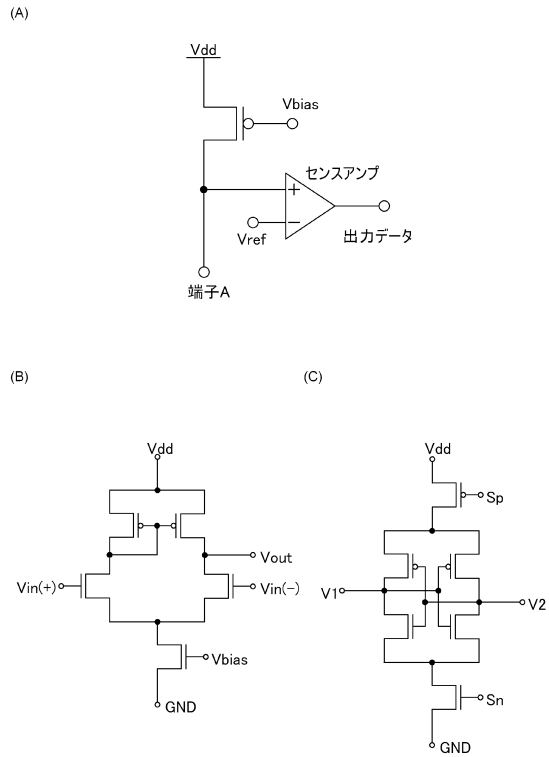 (A)
Vdd
Vbias
センスアンプ
+
−
Vref
出力データ
端子A
(B)
(C)
Vdd
Vout
Vin(+)
Vin(−)
Vbias
GND
Vdd
Sp
V1
V2
Sn
GND